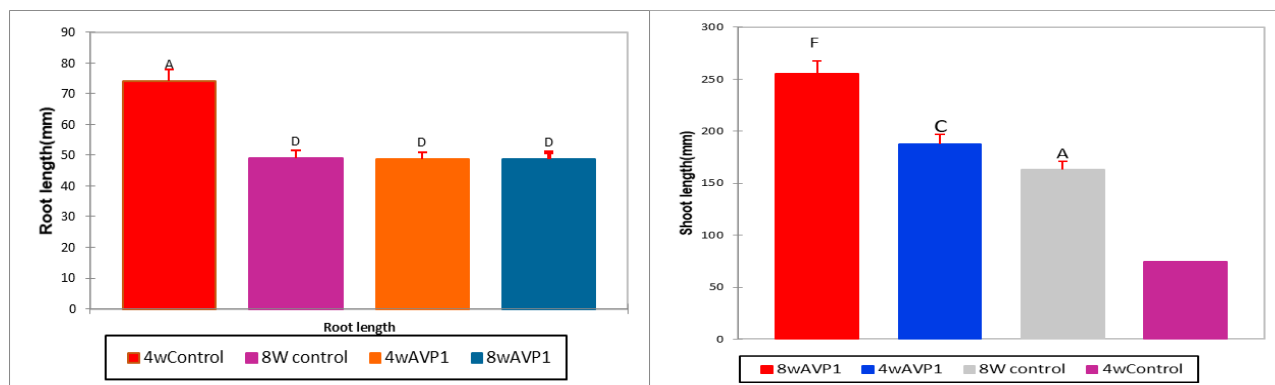 90
80
70
60
50
40
30
20
10
0
Root length(mm)
A
D
D
D
Root length
4wControl 8W control 4wAVP1 8wAVP1
300
250
200
150
100
50
0
Shoot length(mm)
F
C
A
8wAVP1 4wAVP1 8W control 4wControl